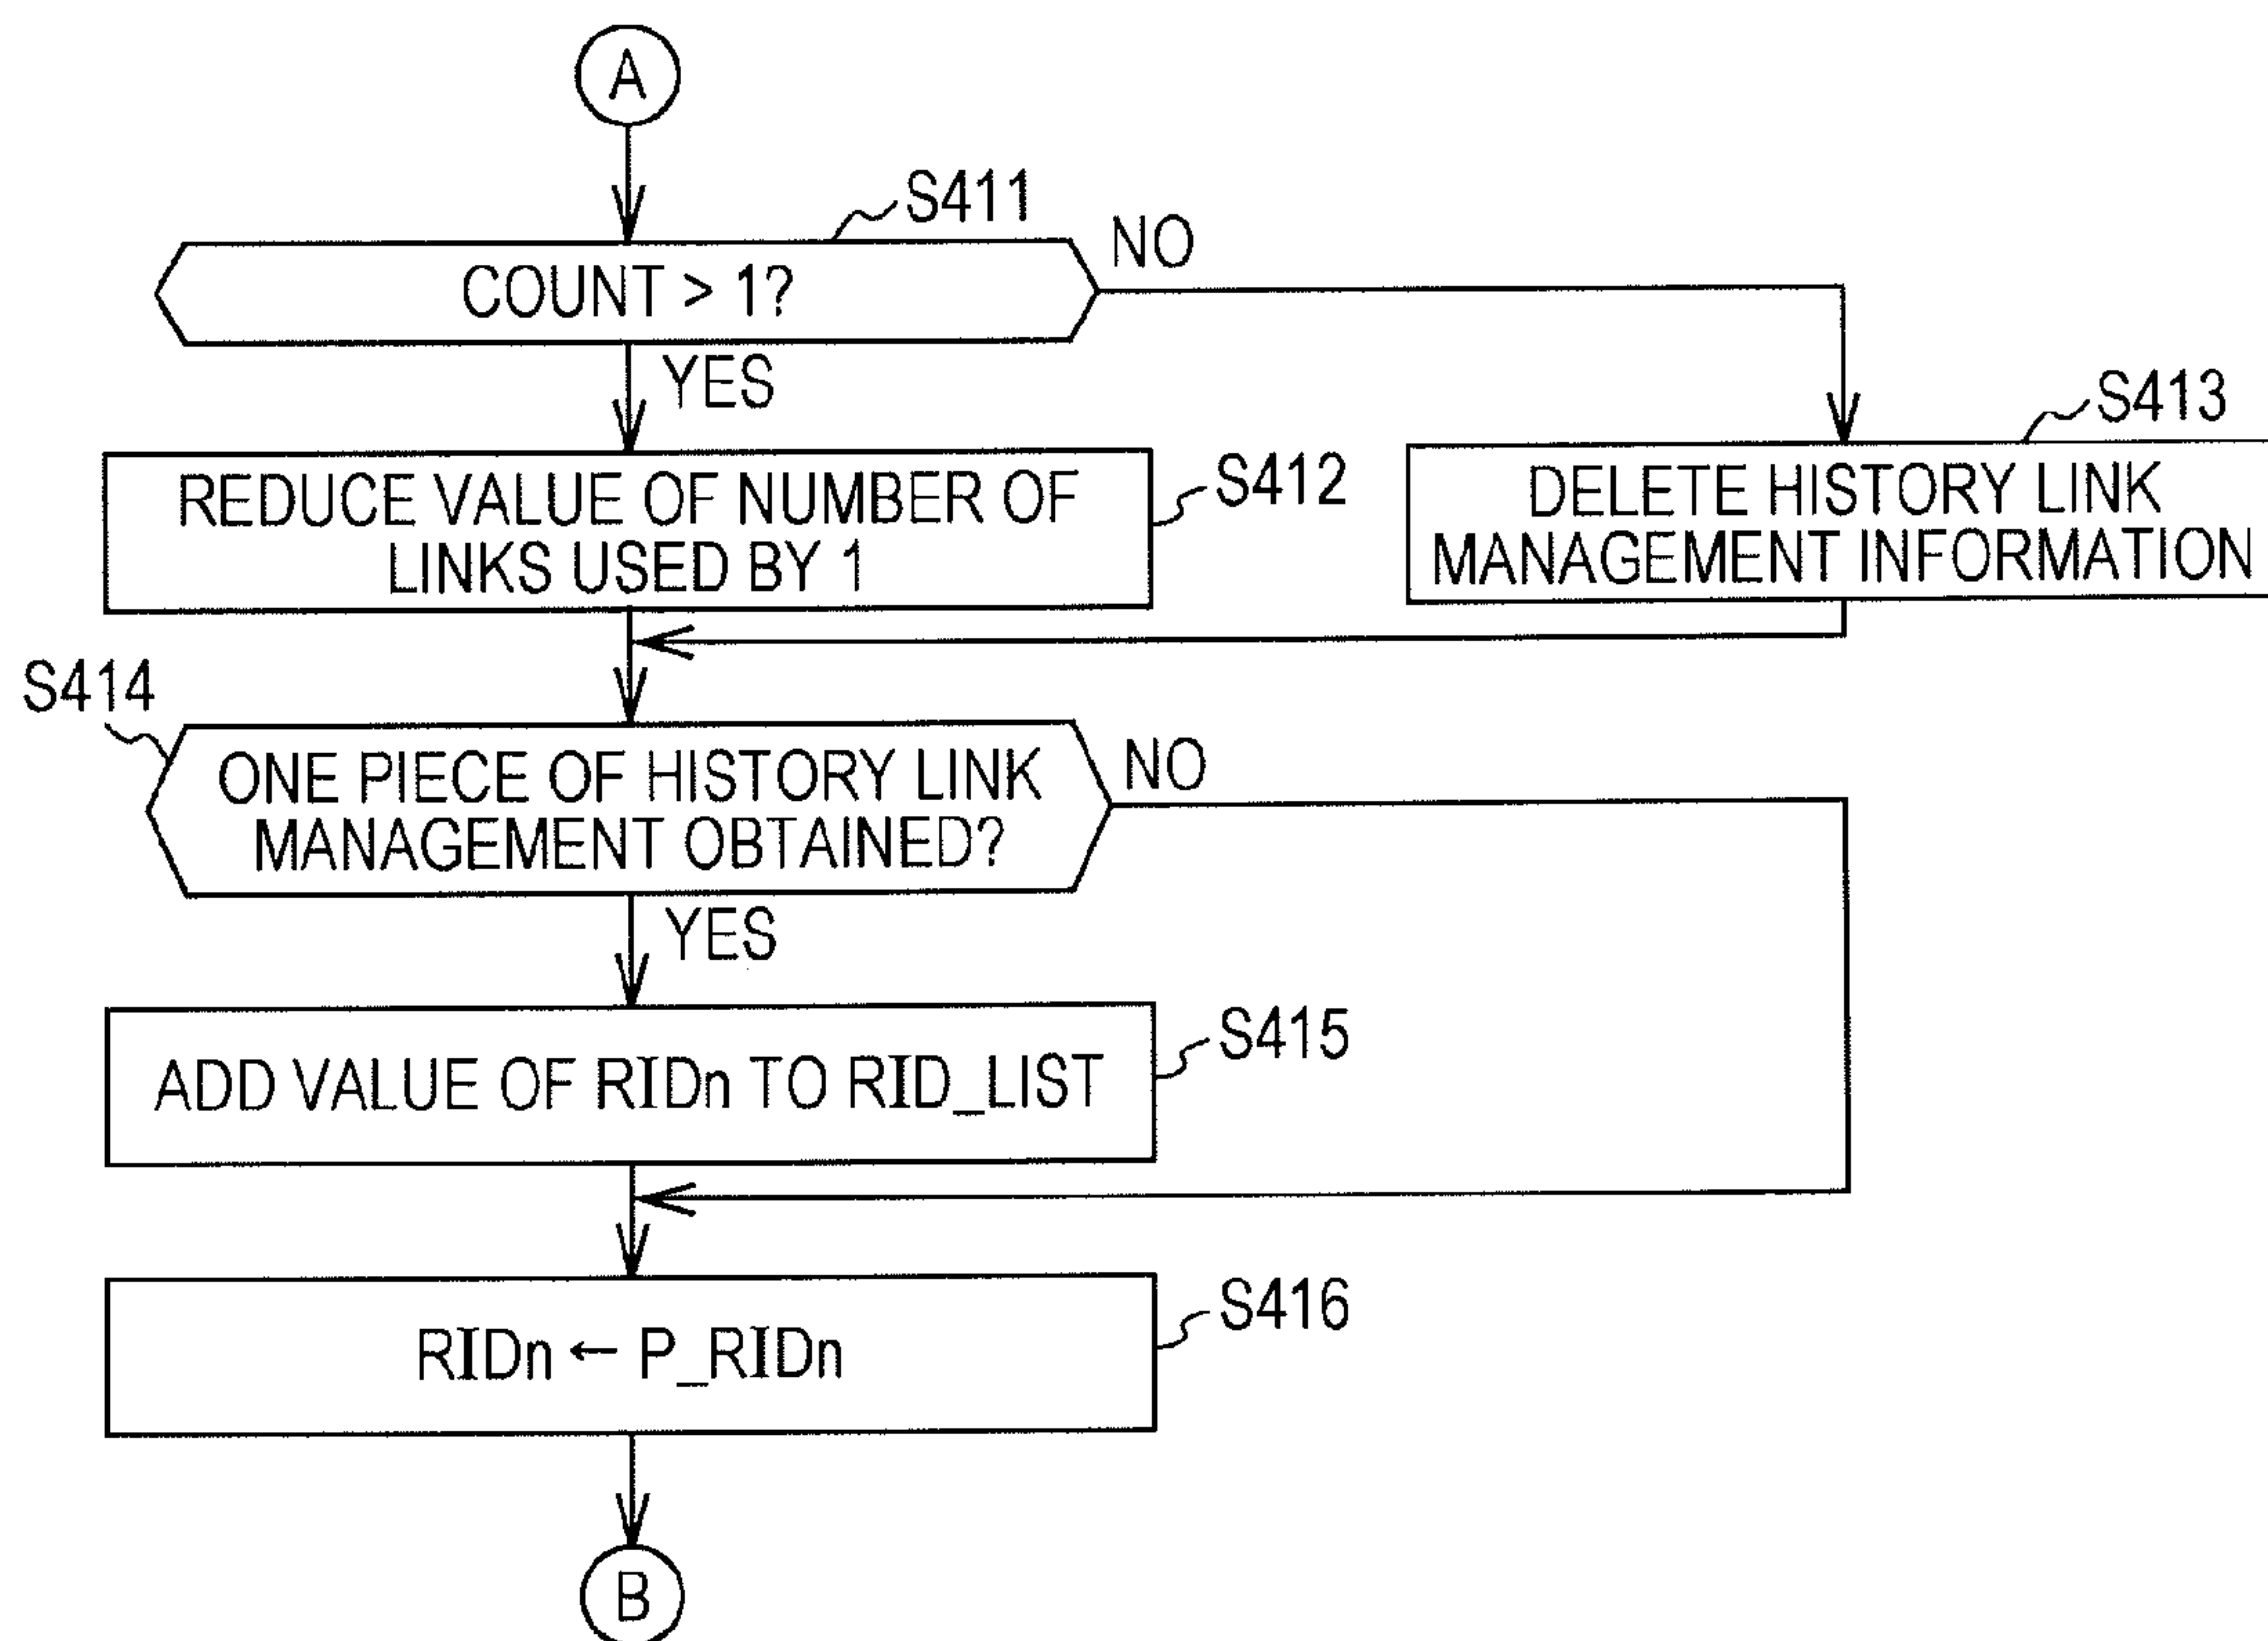 A
S411
COUNT > 1?
NO
YES
S412
REDUCE VALUE OF NUMBER OF
LINKS USED BY 1
S413
DELETE HISTORY LINK
MANAGEMENT INFORMATION
S414
ONE PIECE OF HISTORY LINK
MANAGEMENT OBTAINED?
NO
YES
S415
ADD VALUE OF RIDn TO RID_LIST
S416
RIDn ← P_RIDn
B